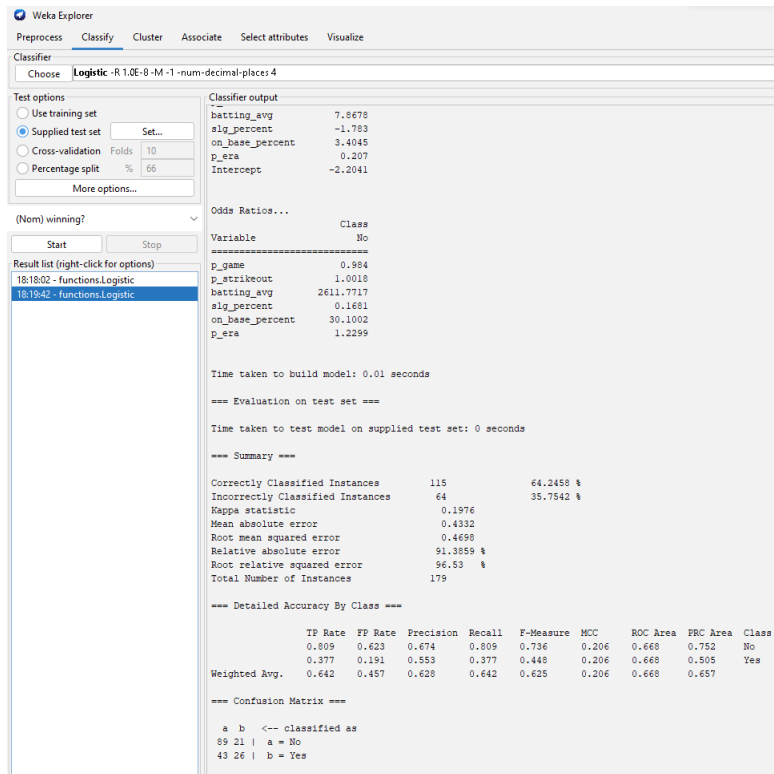 Weka Explorer
Preprocess Classify Cluster Associate Select attributes Visualize
Classifier
Choose Logistic -R 1.0E-8 -M -1 -num-decimal-places 4
Test options
Use training set
Supplied test set Set...
Cross-validation Folds 10
Percentage split % 66
More options...
(Nom) winning?
Start Stop
Result list (right-click for options)
18:18:02 - functions.Logistic
18:19:42 - functions.Logistic
Classifier output
batting_avg 7.8678
slg_percent -1.783
on_base_percent 3.4045
p_era 0.207
Intercept -2.2041
Odds Ratios...
Class
Variable No
============================
p_game 0.984
p_strikeout 1.0018
batting_avg 2611.7717
slg_percent 0.1681
on_base_percent 30.1002
p_era 1.2299
Time taken to build model: 0.01 seconds
=== Evaluation on test set ===
Time taken to test model on supplied test set: 0 seconds
=== Summary ===
Correctly Classified Instances 115 64.2458 %
Incorrectly Classified Instances 64 35.7542 %
Kappa statistic 0.1976
Mean absolute error 0.4332
Root mean squared error 0.4698
Relative absolute error 91.3859 %
Root relative squared error 96.53 %
Total Number of Instances 179
=== Detailed Accuracy By Class ===
TP Rate FP Rate Precision Recall F-Measure MCC ROC Area PRC Area Class
0.809 0.623 0.674 0.809 0.736 0.206 0.668 0.752 No
0.377 0.191 0.553 0.377 0.448 0.206 0.668 0.505 Yes
Weighted Avg. 0.642 0.457 0.628 0.642 0.625 0.206 0.668 0.657
=== Confusion Matrix ===
a b <-- classified as
89 21 | a = No
43 26 | b = Yes